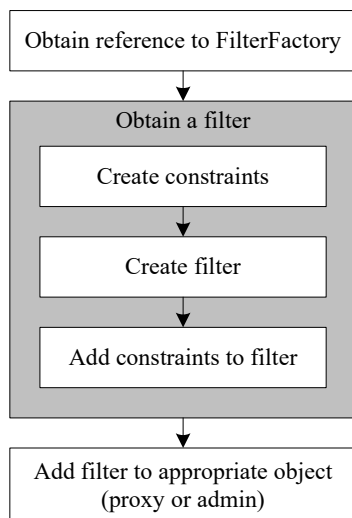 Obtain reference to FilterFactory
Obtain a filter
Create constraints
Create filter
Add constraints to filter
Add filter to appropriate object
(proxy or admin)